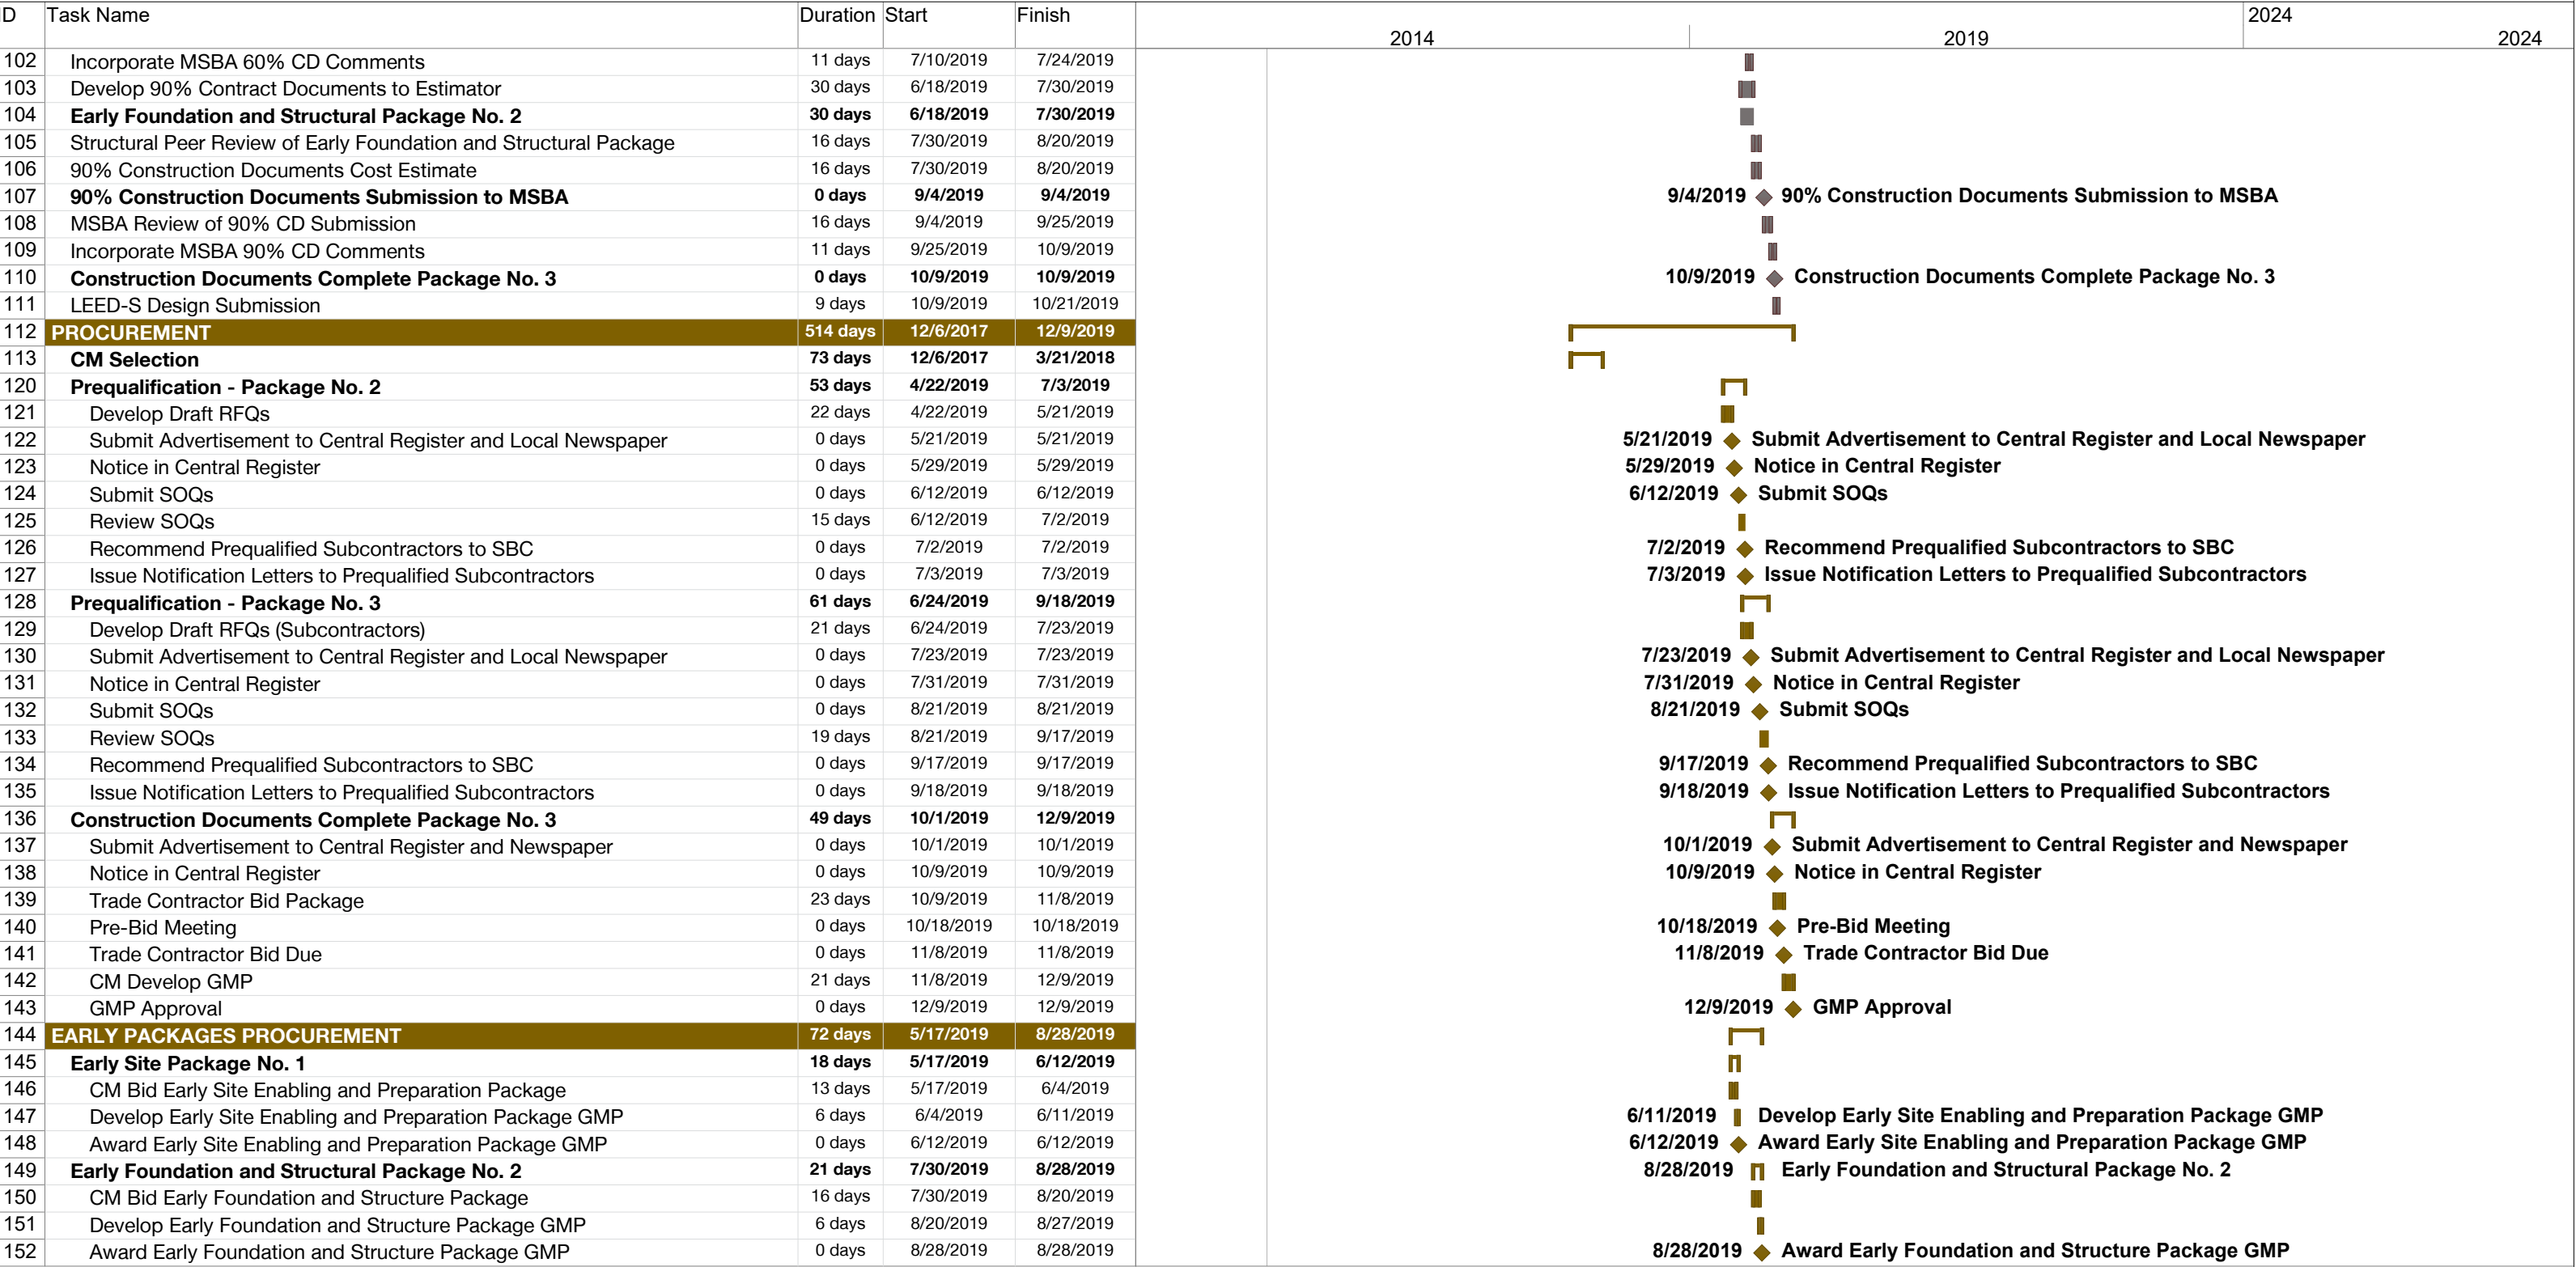 ID Task Name Duration Start Finish 2024
2014 2019 2024
102 Incorporate MSBA 60% CD Comments 11 days 7/10/2019 7/24/2019
103 Develop 90% Contract Documents to Estimator 30 days 6/18/2019 7/30/2019
104 Early Foundation and Structural Package No. 2 30 days 6/18/2019 7/30/2019
105 Structural Peer Review of Early Foundation and Structural Package 16 days 7/30/2019 8/20/2019
106 90% Construction Documents Cost Estimate 16 days 7/30/2019 8/20/2019
107 90% Construction Documents Submission to MSBA 0 days 9/4/2019 9/4/2019 9/4/2019 90% Construction Documents Submission to MSBA
108 MSBA Review of 90% CD Submission 16 days 9/4/2019 9/25/2019
109 Incorporate MSBA 90% CD Comments 11 days 9/25/2019 10/9/2019
110 Construction Documents Complete Package No. 3 0 days 10/9/2019 10/9/2019 10/9/2019 Construction Documents Complete Package No. 3
111 LEED-S Design Submission 9 days 10/9/2019 10/21/2019
112 PROCUREMENT 514 days 12/6/2017 12/9/2019
113 CM Selection 73 days 12/6/2017 3/21/2018
120 Prequalification - Package No. 2 53 days 4/22/2019 7/3/2019
121 Develop Draft RFQs 22 days 4/22/2019 5/21/2019
122 Submit Advertisement to Central Register and Local Newspaper 0 days 5/21/2019 5/21/2019 5/21/2019 Submit Advertisement to Central Register and Local Newspaper
123 Notice in Central Register 0 days 5/29/2019 5/29/2019 5/29/2019 Notice in Central Register
124 Submit SOQs 0 days 6/12/2019 6/12/2019 6/12/2019 Submit SOQs
125 Review SOQs 15 days 6/12/2019 7/2/2019
126 Recommend Prequalified Subcontractors to SBC 0 days 7/2/2019 7/2/2019 7/2/2019 Recommend Prequalified Subcontractors to SBC
127 Issue Notification Letters to Prequalified Subcontractors 0 days 7/3/2019 7/3/2019 7/3/2019 Issue Notification Letters to Prequalified Subcontractors
128 Prequalification - Package No. 3 61 days 6/24/2019 9/18/2019
129 Develop Draft RFQs (Subcontractors) 21 days 6/24/2019 7/23/2019
130 Submit Advertisement to Central Register and Local Newspaper 0 days 7/23/2019 7/23/2019 7/23/2019 Submit Advertisement to Central Register and Local Newspaper
131 Notice in Central Register 0 days 7/31/2019 7/31/2019 7/31/2019 Notice in Central Register
132 Submit SOQs 0 days 8/21/2019 8/21/2019 8/21/2019 Submit SOQs
133 Review SOQs 19 days 8/21/2019 9/17/2019
134 Recommend Prequalified Subcontractors to SBC 0 days 9/17/2019 9/17/2019 9/17/2019 Recommend Prequalified Subcontractors to SBC
135 Issue Notification Letters to Prequalified Subcontractors 0 days 9/18/2019 9/18/2019 9/18/2019 Issue Notification Letters to Prequalified Subcontractors
136 Construction Documents Complete Package No. 3 49 days 10/1/2019 12/9/2019
137 Submit Advertisement to Central Register and Newspaper 0 days 10/1/2019 10/1/2019 10/1/2019 Submit Advertisement to Central Register and Newspaper
138 Notice in Central Register 0 days 10/9/2019 10/9/2019 10/9/2019 Notice in Central Register
139 Trade Contractor Bid Package 23 days 10/9/2019 11/8/2019
140 Pre-Bid Meeting 0 days 10/18/2019 10/18/2019 10/18/2019 Pre-Bid Meeting
141 Trade Contractor Bid Due 0 days 11/8/2019 11/8/2019 11/8/2019 Trade Contractor Bid Due
142 CM Develop GMP 21 days 11/8/2019 12/9/2019
143 GMP Approval 0 days 12/9/2019 12/9/2019 12/9/2019 GMP Approval
144 EARLY PACKAGES PROCUREMENT 72 days 5/17/2019 8/28/2019
145 Early Site Package No. 1 18 days 5/17/2019 6/12/2019
146 CM Bid Early Site Enabling and Preparation Package 13 days 5/17/2019 6/4/2019
147 Develop Early Site Enabling and Preparation Package GMP 6 days 6/4/2019 6/11/2019 6/11/2019 Develop Early Site Enabling and Preparation Package GMP
148 Award Early Site Enabling and Preparation Package GMP 0 days 6/12/2019 6/12/2019 6/12/2019 Award Early Site Enabling and Preparation Package GMP
149 Early Foundation and Structural Package No. 2 21 days 7/30/2019 8/28/2019 8/28/2019 Early Foundation and Structural Package No. 2
150 CM Bid Early Foundation and Structure Package 16 days 7/30/2019 8/20/2019
151 Develop Early Foundation and Structure Package GMP 6 days 8/20/2019 8/27/2019
152 Award Early Foundation and Structure Package GMP 0 days 8/28/2019 8/28/2019 8/28/2019 Award Early Foundation and Structure Package GMP